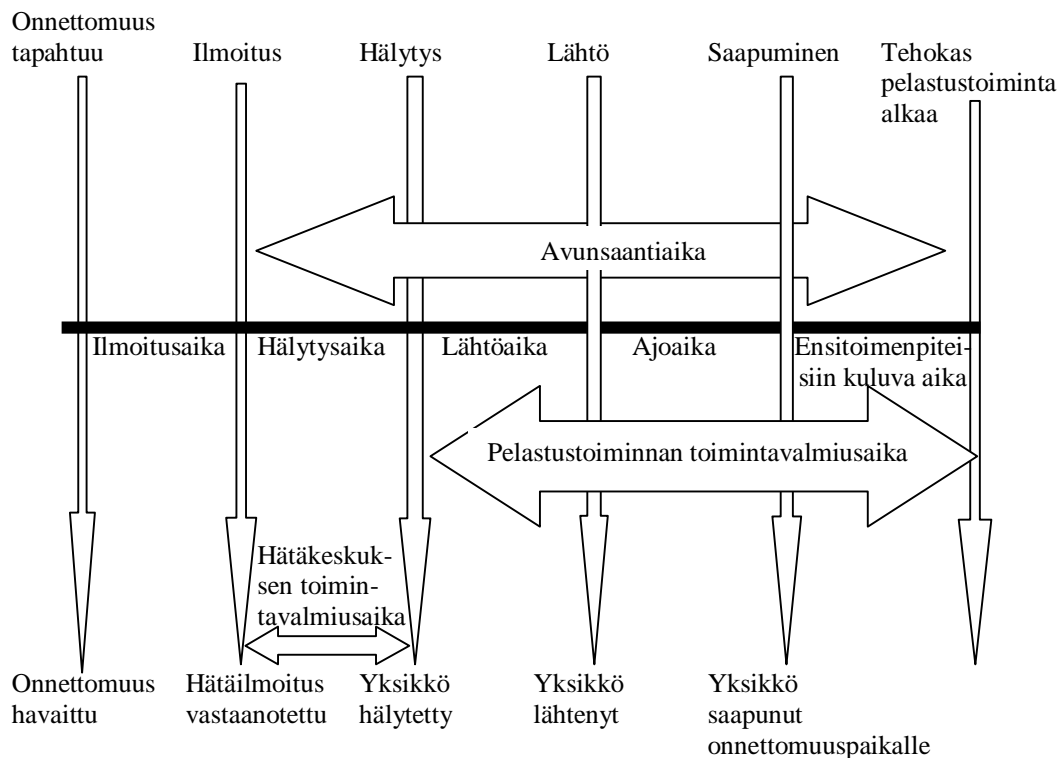 Onnettomuus
tapahtuu
Ilmoitus
Hälytys
Lähtö
Saapuminen
Tehokas
pelastustoiminta
alkaa
Avunsaantiaika
Ilmoitusaika
Hälytysaika
Lähtöaika
Ajoaika
Ensitoimenpitei-
siin kuluva aika
Pelastustoiminnan toimintavalmiusaika
Hätäkeskuk-
sen toimin-
tavalmiusaika
Onnettomuus
havaittu
Hätäilmoitus
vastaanotettu
Yksikkö
hälytetty
Yksikkö
lähtenyt
Yksikkö
saapunut
onnettomuuspaikalle